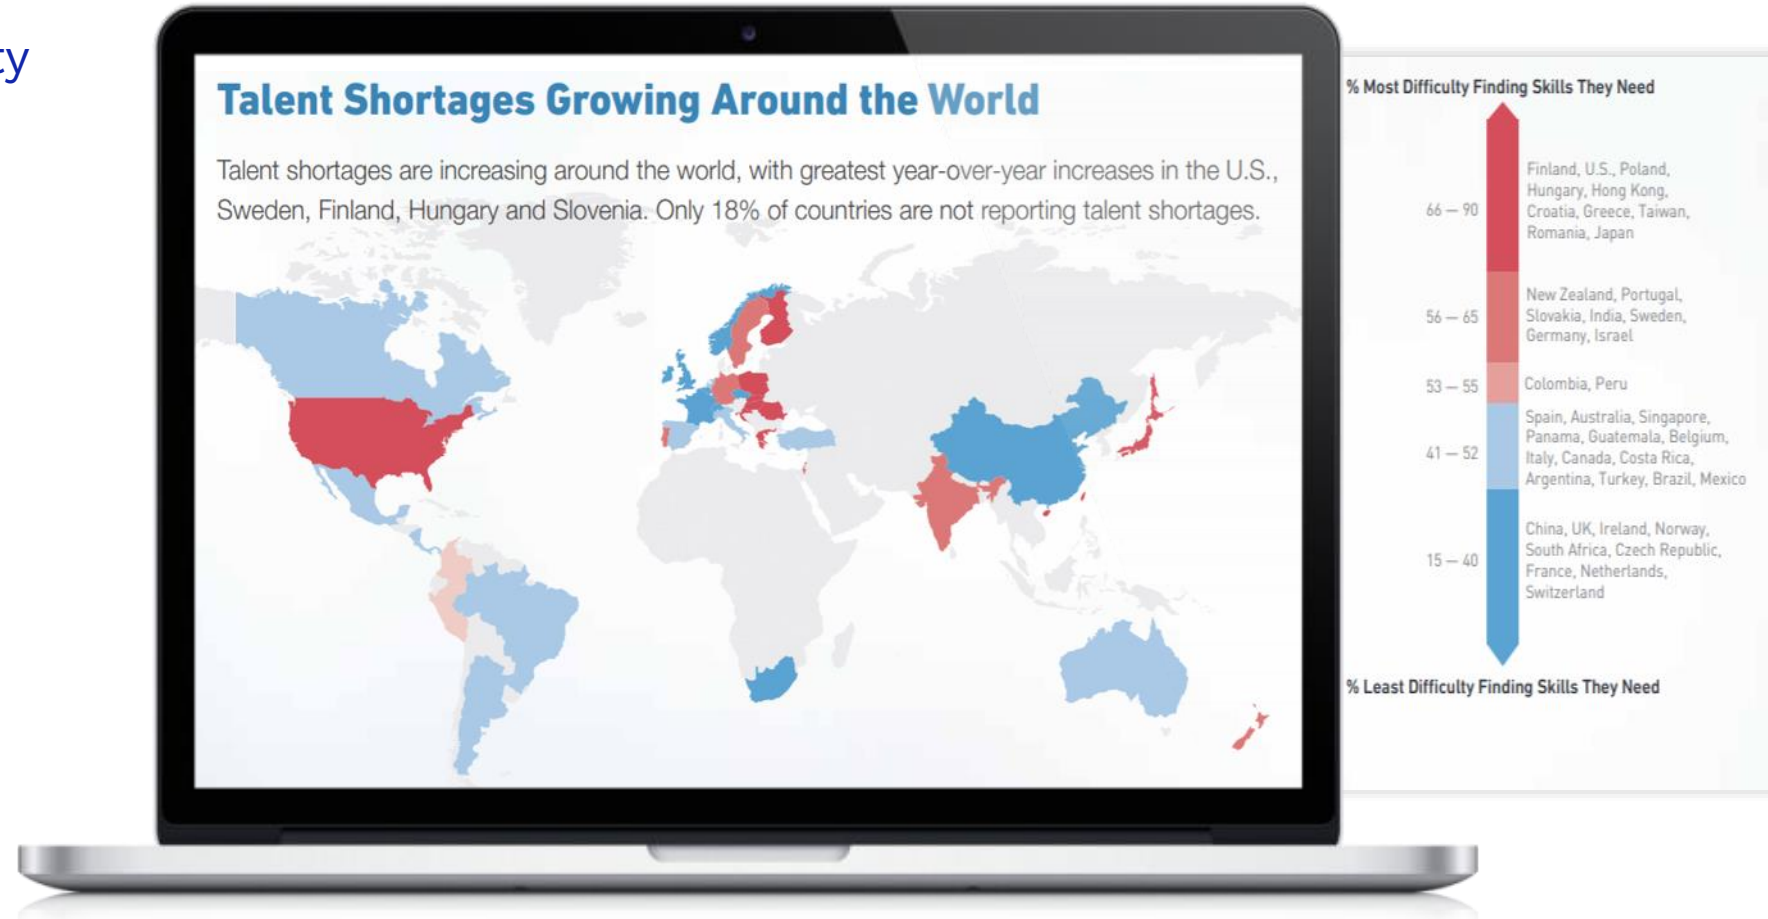 ty
Talent Shortages Growing Around the World
Talent shortages are increasing around the world, with greatest year-over-year increases in the U.S.,
Sweden, Finland, Hungary and Slovenia. Only 18% of countries are not reporting talent shortages.
% Most Difficulty Finding Skills They Need
66 – 90
Finland, U.S., Poland,
Hungary, Hong Kong,
Croatia, Greece, Taiwan,
Romania, Japan
56 – 65
New Zealand, Portugal,
Slovakia, India, Sweden,
Germany, Israel
53 – 55
Colombia, Peru
41 – 52
Spain, Australia, Singapore,
Panama, Guatemala, Belgium,
Italy, Canada, Costa Rica,
Argentina, Turkey, Brazil, Mexico
15 – 40
China, UK, Ireland, Norway,
South Africa, Czech Republic,
France, Netherlands,
Switzerland
% Least Difficulty Finding Skills They Need